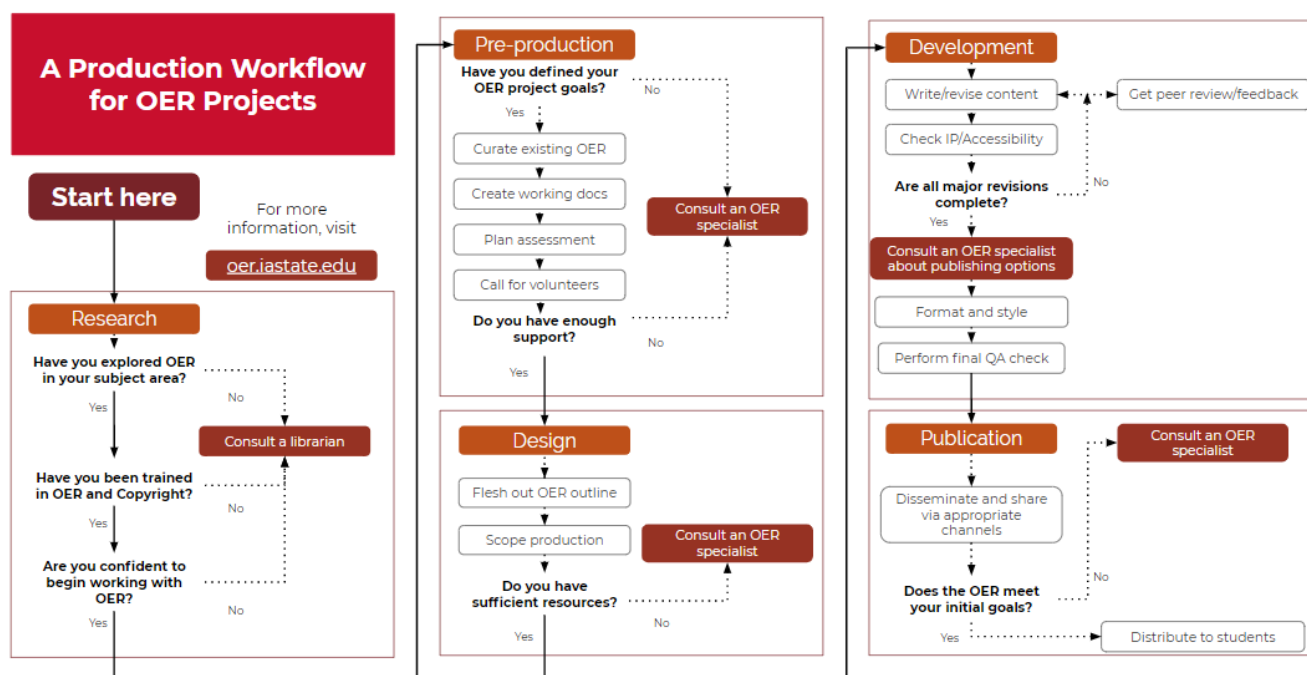 A Production Workflow
for OER Projects
Start here
For more
information, visit
oer.iastate.edu
Research
Have you explored OER
in your subject area?
No
Yes
Consult a librarian
Have you been trained
in OER and Copyright?
No
Yes
Are you confident to
begin working with
OER?
No
Yes
Pre-production
Have you defined your
OER project goals?
No
Yes
Curate existing OER
Create working docs
Consult an OER
specialist
Plan assessment
Call for volunteers
Do you have enough
support?
No
Yes
Design
Flesh out OER outline
Scope production
Consult an OER
specialist
Do you have
sufficient resources?
No
Yes
Development
Write/revise content
Get peer review/feedback
Check IP/Accessibility
Are all major revisions
complete?
No
Yes
Consult an OER specialist
about publishing options
Format and style
Perform final QA check
Publication
Consult an OER
specialist
Disseminate and share
via appropriate
channels
Does the OER meet
your initial goals?
No
Yes
Distribute to students